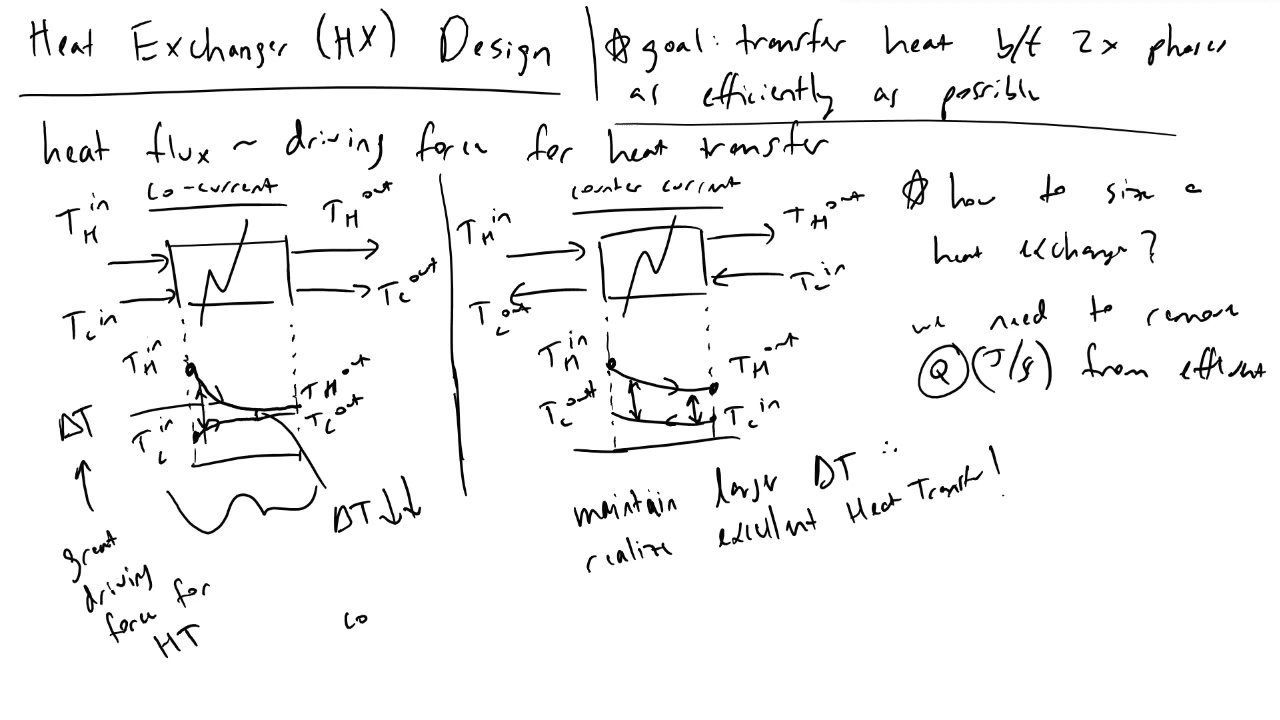 Heat Exchanger (HX) Design
☆ goal: transfer heat b/t 2x phases
as efficiently as possible
heat flux ~ driving force for heat transfer
co-current
T_H^in
T_H^out
T_C^in
T_C^out
T_H^in
T_H^out
T_C^out
T_C^in
ΔT
ΔT↓↓
great
driving
force for
HT
co
counter current
T_H^in
T_H^out
T_C^in
T_C^out
T_H^in
T_H^out
T_C^out
T_C^in
maintain larger ΔT ∴
realize excellent Heat Transfer!
☆ how to size a
heat exchanger?
we need to remove
Q (J/s) from effluent